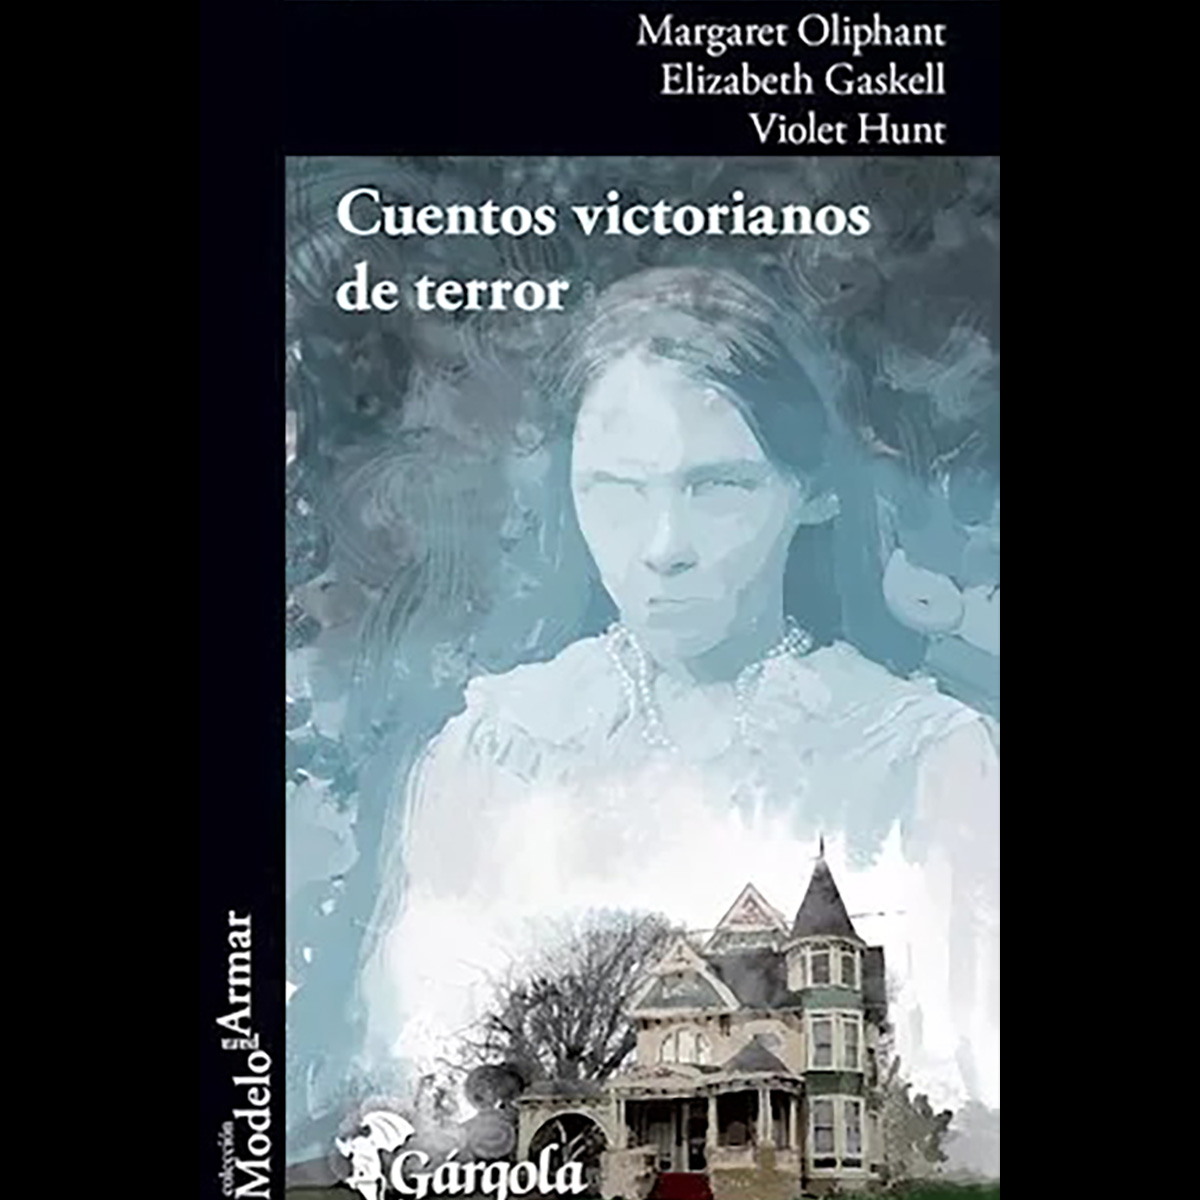 Margaret Oliphant
Elizabeth Gaskell
Violet Hunt
Cuentos victorianos
de terror
colección
Modelo para Armar
Gárgola